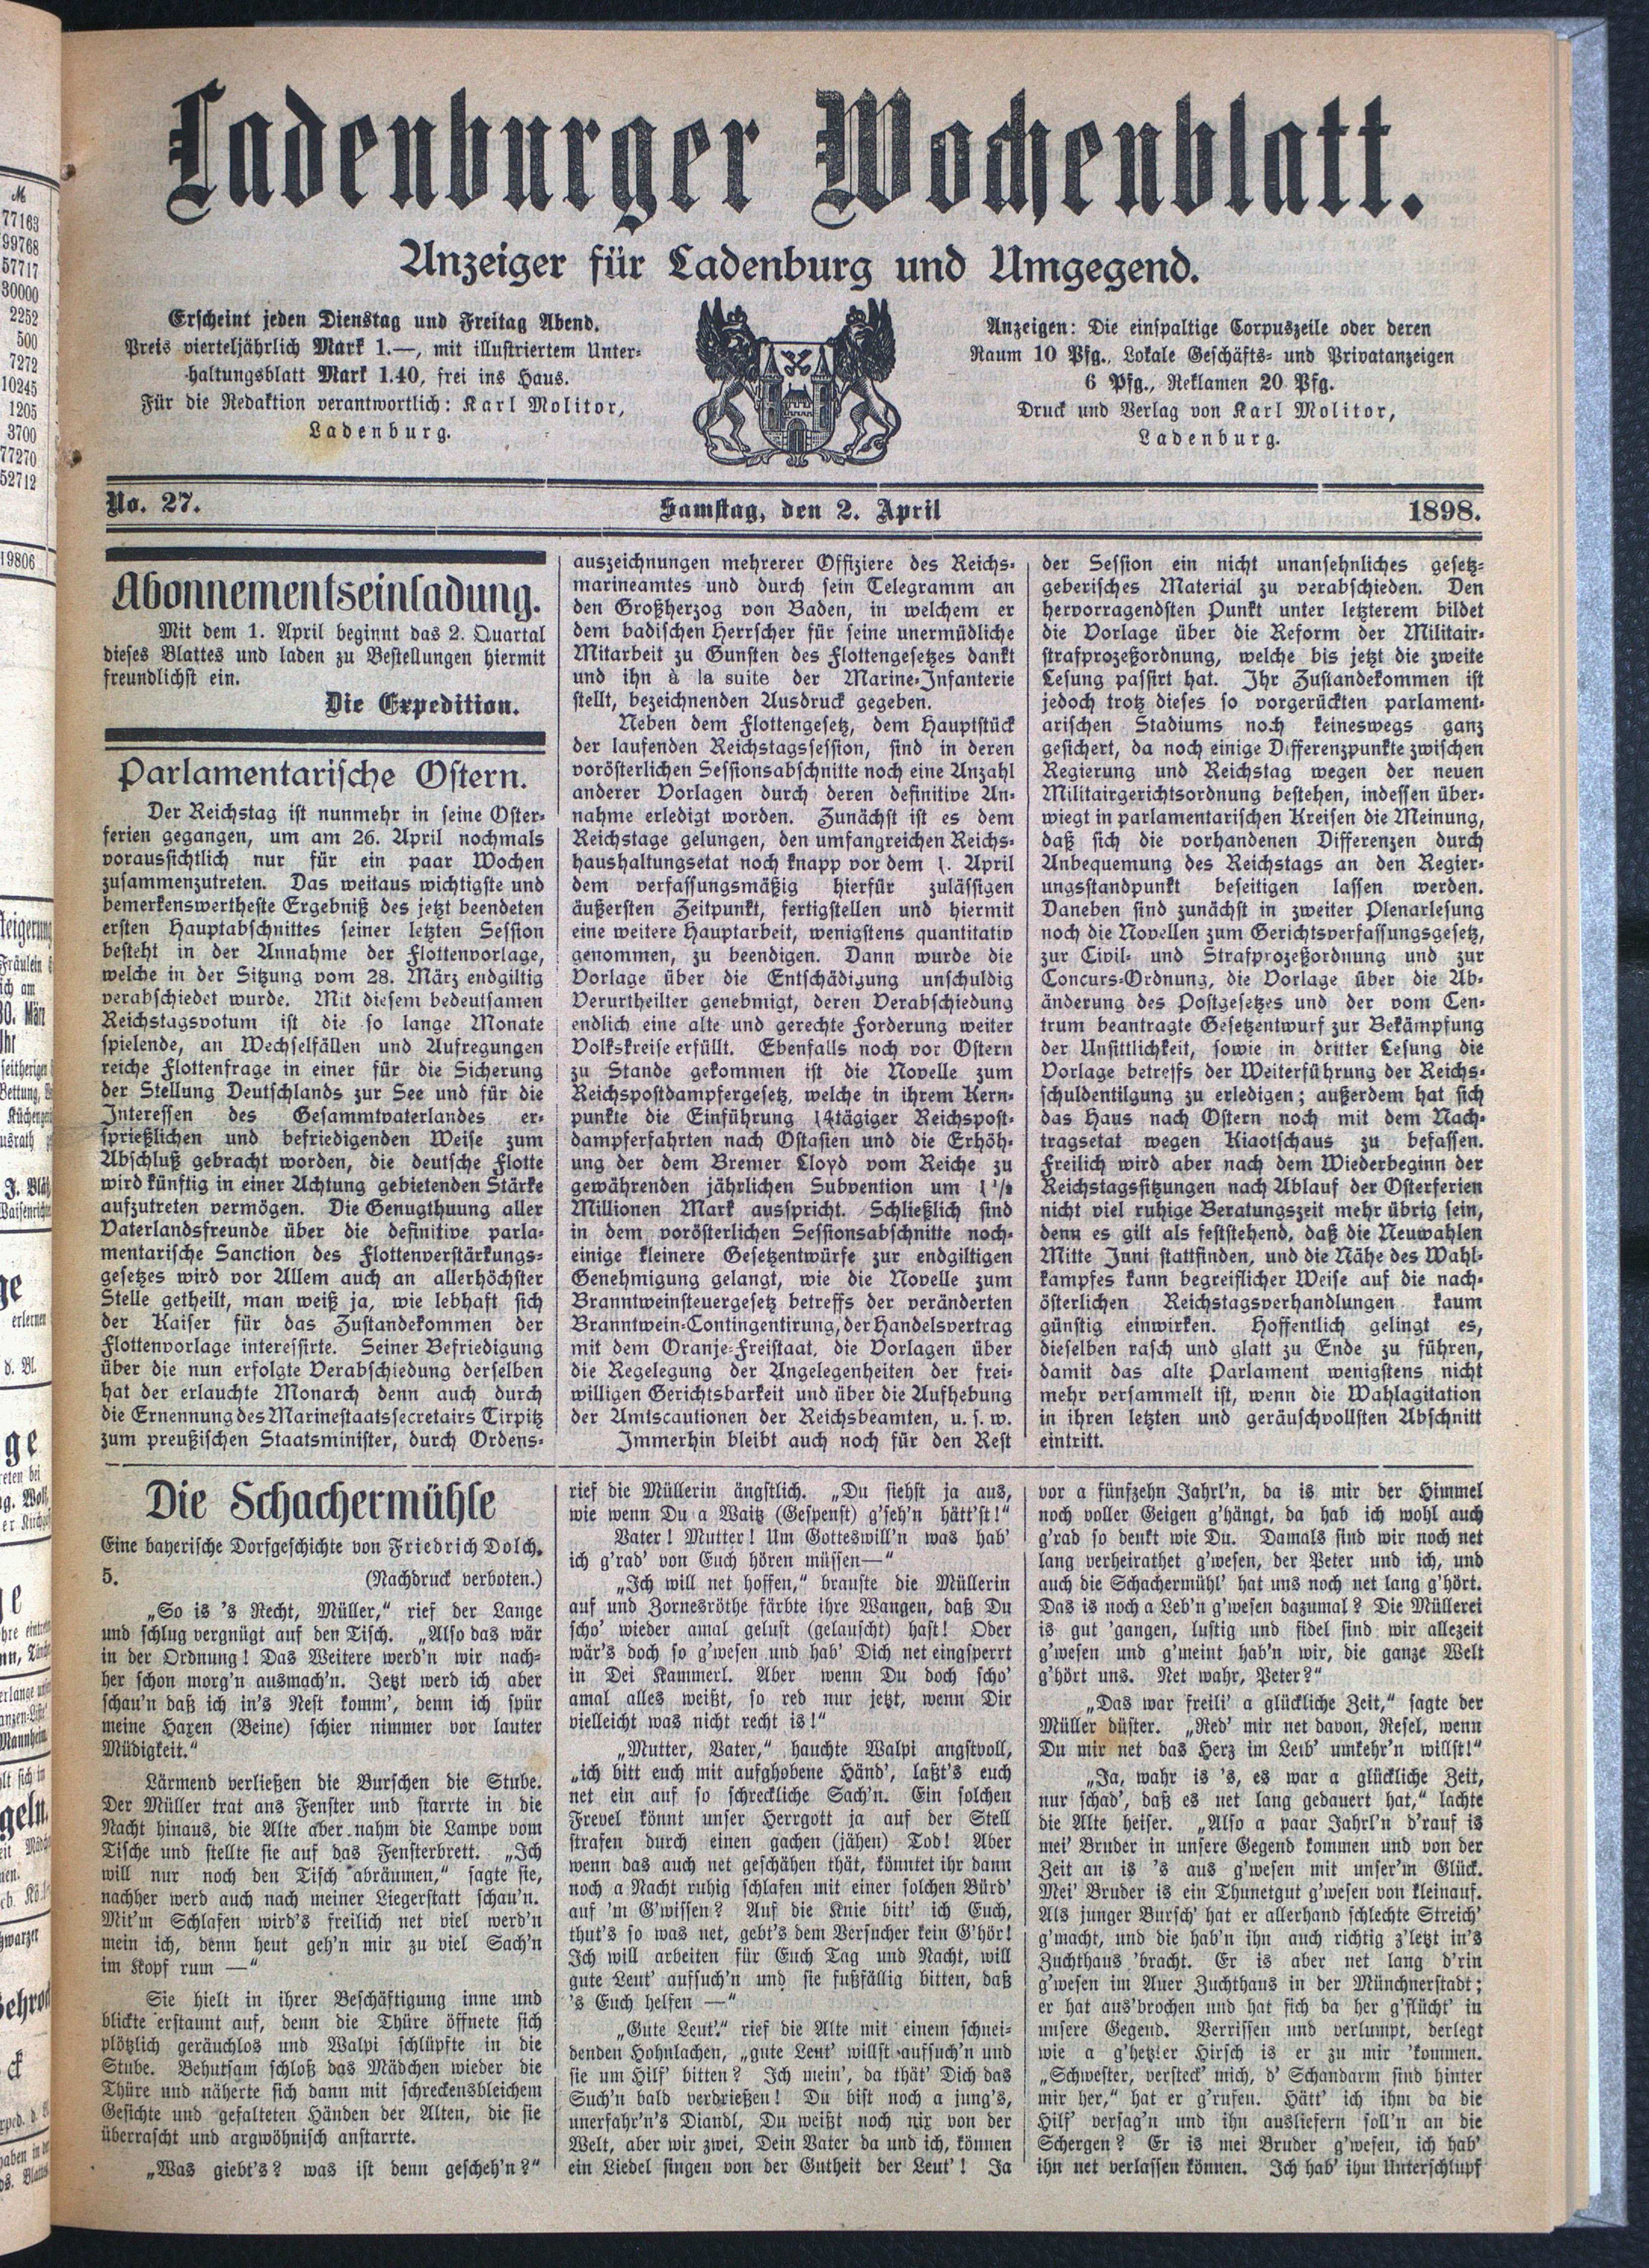 Ladenburger Wochenblatt.
Anzeiger für Ladenburg und Umgegend.
Erscheint jeden Dienstag und Freitag Abend.
Preis vierteljährlich Mark 1.—, mit illustriertem Unter-
haltungsblatt Mark 1.40, frei ins Haus.
Für die Redaktion verantwortlich: Karl Molitor,
Ladenburg.
Anzeigen: Die einspaltige Corpuszeile oder deren
Raum 10 Pfg., Lokale Geschäfts- und Privatanzeigen
6 Pfg., Reklamen 20 Pfg.
Druck und Verlag von Karl Molitor,
Ladenburg.
No. 27.
Samstag, den 2. April
1898.
Abonnementseinladung.
Mit dem 1. April beginnt das 2. Quartal
dieses Blattes und laden zu Bestellungen hiermit
freundlichst ein.
Die Expedition.
Parlamentarische Ostern.
Der Reichstag ist nunmehr in seine Oster-
ferien gegangen, um am 26. April nochmals
voraussichtlich nur für ein paar Wochen
zusammenzutreten. Das weitaus wichtigste und
bemerkenswertheste Ergebniß des jetzt beendeten
ersten Hauptabschnittes seiner letzten Session
besteht in der Annahme der Flottenvorlage,
welche in der Sitzung vom 28. März endgiltig
verabschiedet wurde. Mit diesem bedeutsamen
Reichstagsvotum ist die so lange Monate
spielende, an Wechselfällen und Aufregungen
reiche Flottenfrage in einer für die Sicherung
der Stellung Deutschlands zur See und für die
Interessen des Gesammtvaterlandes er-
sprießlichen und befriedigenden Weise zum
Abschluß gebracht worden, die deutsche Flotte
wird künftig in einer Achtung gebietenden Stärke
aufzutreten vermögen. Die Genugthuung aller
Vaterlandsfreunde über die definitive parla-
mentarische Sanction des Flottenverstärkungs-
gesetzes wird vor Allem auch an allerhöchster
Stelle getheilt, man weiß ja, wie lebhaft sich
der Kaiser für das Zustandekommen der
Flottenvorlage interessirte. Seiner Befriedigung
über die nun erfolgte Verabschiedung derselben
hat der erlauchte Monarch denn auch durch
die Ernennung des Marinestaatssecretairs Tirpitz
zum preußischen Staatsminister, durch Ordens-
auszeichnungen mehrerer Offiziere des Reichs-
marineamtes und durch sein Telegramm an
den Großherzog von Baden, in welchem er
dem badischen Herrscher für seine unermüdliche
Mitarbeit zu Gunsten des Flottengesetzes dankt
und ihn à la suite der Marine-Infanterie
stellt, bezeichnenden Ausdruck gegeben.
Neben dem Flottengesetz, dem Hauptstück
der laufenden Reichstagssession, sind in deren
vorösterlichen Sessionsabschnitte noch eine Anzahl
anderer Vorlagen durch deren definitive An-
nahme erledigt worden. Zunächst ist es dem
Reichstage gelungen, den umfangreichen Reichs-
haushaltungsetat noch knapp vor dem 1. April
dem verfassungsmäßig hierfür zulässigen
äußersten Zeitpunkt, fertigstellen und hiermit
eine weitere Hauptarbeit, wenigstens quantitativ
genommen, zu beendigen. Dann wurde die
Vorlage über die Entschädigung unschuldig
Verurtheilter genehmigt, deren Verabschiedung
endlich eine alte und gerechte Forderung weiter
Volkskreise erfüllt. Ebenfalls noch vor Ostern
zu Stande gekommen ist die Novelle zum
Reichspostdampfergesetz, welche in ihrem Kern-
punkte die Einführung 14tägiger Reichspost-
dampferfahrten nach Ostasien und die Erhöh-
ung der dem Bremer Lloyd vom Reiche zu
gewährenden jährlichen Subvention um 1½
Millionen Mark ausspricht. Schließlich sind
in dem vorösterlichen Sessionsabschnitte noch
einige kleinere Gesetzentwürfe zur endgiltigen
Genehmigung gelangt, wie die Novelle zum
Branntweinsteuergesetz betreffs der veränderten
Branntwein-Contingentirung, der Handelsvertrag
mit dem Oranje-Freistaat, die Vorlagen über
die Regelegung der Angelegenheiten der frei-
willigen Gerichtsbarkeit und über die Aufhebung
der Amtscautionen der Reichsbeamten, u. s. w.
Immerhin bleibt auch noch für den Rest
der Session ein nicht unansehnliches gesetz-
geberisches Material zu verabschieden. Den
hervorragendsten Punkt unter letzterem bildet
die Vorlage über die Reform der Militair-
strafprozeßordnung, welche bis jetzt die zweite
Lesung passirt hat. Ihr Zustandekommen ist
jedoch trotz dieses so vorgerückten parlament-
arischen Stadiums noch keineswegs ganz
gesichert, da noch einige Differenzpunkte zwischen
Regierung und Reichstag wegen der neuen
Militairgerichtsordnung bestehen, indessen über-
wiegt in parlamentarischen Kreisen die Meinung,
daß sich die vorhandenen Differenzen durch
Anbequemung des Reichstags an den Regier-
ungsstandpunkt beseitigen lassen werden.
Daneben sind zunächst in zweiter Plenarlesung
noch die Novellen zum Gerichtsverfassungsgesetz,
zur Civil- und Strafprozeßordnung und zur
Concurs-Ordnung, die Vorlage über die Ab-
änderung des Postgesetzes und der vom Cen-
trum beantragte Gesetzentwurf zur Bekämpfung
der Unsittlichkeit, sowie in dritter Lesung die
Vorlage betreffs der Weiterführung der Reichs-
schuldentilgung zu erledigen; außerdem hat sich
das Haus nach Ostern noch mit dem Nach-
tragsetat wegen Kiaotschaus zu befassen.
Freilich wird aber nach dem Wiederbeginn der
Reichstagssitzungen nach Ablauf der Osterferien
nicht viel ruhige Beratungszeit mehr übrig sein,
denn es gilt als feststehend, daß die Neuwahlen
Mitte Juni stattfinden, und die Nähe des Wahl-
kampfes kann begreiflicher Weise auf die nach-
österlichen Reichstagsverhandlungen kaum
günstig einwirken. Hoffentlich gelingt es,
dieselben rasch und glatt zu Ende zu führen,
damit das alte Parlament wenigstens nicht
mehr versammelt ist, wenn die Wahlagitation
in ihren letzten und geräuschvollsten Abschnitt
eintritt.
Die Schachermühle
Eine bayerische Dorfgeschichte von Friedrich Dolch.
5. (Nachdruck verboten.)
„So is 's Recht, Müller,“ rief der Lange
und schlug vergnügt auf den Tisch. „Also das wär
in der Ordnung! Das Weitere werd'n wir nach-
her schon morg'n ausmach'n. Jetzt werd ich aber
schau'n daß ich in's Nest komm', denn ich spür
meine Haxen (Beine) schier nimmer vor lauter
Müdigkeit.“
Lärmend verließen die Burschen die Stube.
Der Müller trat ans Fenster und starrte in die
Nacht hinaus, die Alte aber nahm die Lampe vom
Tische und stellte sie auf das Fensterbrett. „Ich
will nur noch den Tisch abräumen,“ sagte sie,
nachher werd auch nach meiner Liegerstatt schau'n.
Mit'm Schlafen wird's freilich net viel werd'n
mein ich, denn heut geh'n mir zu viel Sach'n
im Kopf rum —“
Sie hielt in ihrer Beschäftigung inne und
blickte erstaunt auf, denn die Thüre öffnete sich
plötzlich geräuchlos und Walpi schlüpfte in die
Stube. Behutsam schloß das Mädchen wieder die
Thüre und näherte sich dann mit schreckensbleichem
Gesichte und gefalteten Händen der Alten, die sie
überrascht und argwöhnisch anstarrte.
„Was giebt's? was ist denn gescheh'n?“
rief die Müllerin ängstlich. „Du siehst ja aus,
wie wenn Du a Waitz (Gespenst) g'seh'n hätt'st!“
Vater! Mutter! Um Gotteswill'n was hab'
ich g'rad' von Euch hören müssen—“
„Ich will net hoffen,“ brauste die Müllerin
auf und Zornesröthe färbte ihre Wangen, daß Du
scho' wieder amal gelust (gelauscht) hast! Oder
wär's doch so g'wesen und hab' Dich net eingsperrt
in Dei Kammerl. Aber wenn Du doch scho'
amal alles weißt, so red nur jetzt, wenn Dir
vielleicht was nicht recht is!“
„Mutter, Vater,“ hauchte Walpi angstvoll,
„ich bitt euch mit aufghobene Händ', laßt's euch
net ein auf so schreckliche Sach'n. Ein solchen
Frevel könnt unser Herrgott ja auf der Stell
strafen durch einen gachen (jähen) Tod! Aber
wenn das auch net geschähen thät, könntet ihr dann
noch a Nacht ruhig schlafen mit einer solchen Bürd'
auf 'm G'wissen? Auf die Knie bitt' ich Euch,
thut's so was net, gebt's dem Versucher kein G'hör!
Ich will arbeiten für Euch Tag und Nacht, will
gute Leut' aufsuch'n und sie fußfällig bitten, daß
's Euch helfen —“
„Gute Leut'.“ rief die Alte mit einem schnei-
denden Hohnlachen, „gute Leut' willst aufsuch'n und
sie um Hilf' bitten? Ich mein', da thät' Dich das
Such'n bald verdrießen! Du bist noch a jung's,
unerfahr'n's Diandl, Du weißt noch nix von der
Welt, aber wir zwei, Dein Vater da und ich, können
ein Liedel singen von der Gutheit der Leut'! Ja
vor a fünfzehn Jahrl'n, da is mir der Himmel
noch voller Geigen g'hängt, da hab ich wohl auch
g'rad so denkt wie Du. Damals sind wir noch net
lang verheirathet g'wesen, der Peter und ich, und
auch die Schachermühl' hat uns noch net lang g'hört.
Das is noch a Leb'n g'wesen dazumal? Die Müllerei
is gut 'gangen, lustig und fidel sind wir allezeit
g'wesen und g'meint hab'n wir, die ganze Welt
g'hört uns. Net wahr, Peter?“
„Das war freili' a glückliche Zeit,“ sagte der
Müller düster. „Red' mir net davon, Resel, wenn
Du mir net das Herz im Leib' umkehr'n willst!“
„Ja, wahr is 's, es war a glückliche Zeit,
nur schad', daß es net lang gedauert hat,“ lachte
die Alte heiser. „Also a paar Jahrl'n d'rauf is
mei' Bruder in unsere Gegend kommen und von der
Zeit an is 's aus g'wesen mit unser'm Glück.
Mei' Bruder is ein Thunetgut g'wesen von kleinauf.
Als junger Bursch' hat er allerhand schlechte Streich'
g'macht, und die hab'n ihn auch richtig z'letzt in's
Zuchthaus 'bracht. Er is aber net lang d'rin
g'wesen im Auer Zuchthaus in der Münchnerstadt;
er hat aus'brochen und hat sich da her g'flücht' in
unsere Gegend. Verrissen und verlumpt, derlegt
wie a g'hetzter Hirsch is er zu mir 'kommen.
„Schwester, versteck' mich, d' Schandarm sind hinter
mir her,“ hat er g'rufen. Hätt' ich ihm da die
Hilf' versag'n und ihn ausliefern soll'n an die
Schergen? Er is mei Bruder g'wesen, ich hab'
ihn net verlassen können. Ich hab' ihm Unterschlupf